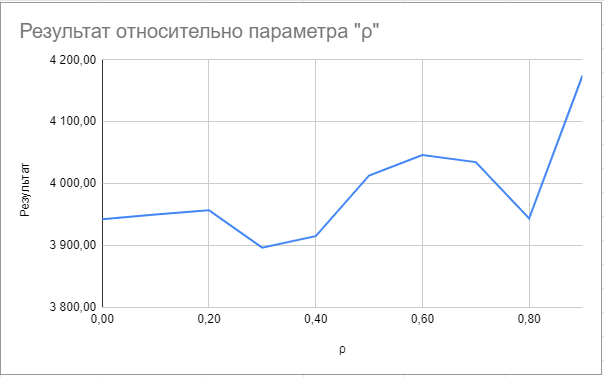 Результат относительно параметра "ρ"
4 200,00
4 100,00
4 000,00
3 900,00
3 800,00
Результат
0,00 0,20 0,40 0,60 0,80
ρ